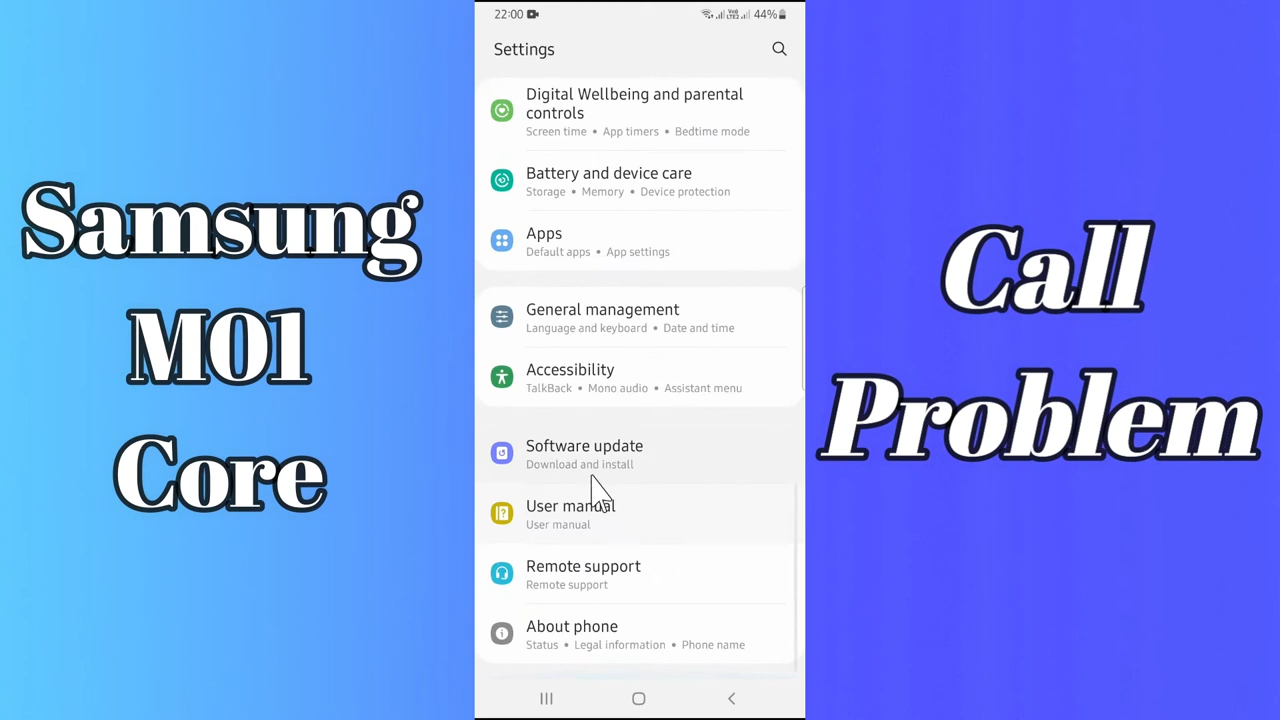 Samsung
M01
Core
22:00
Vo))
LTE2
44%
Settings
Digital Wellbeing and parental
controls
Screen time • App timers • Bedtime mode
Battery and device care
Storage • Memory • Device protection
Apps
Default apps • App settings
General management
Language and keyboard • Date and time
Accessibility
TalkBack • Mono audio • Assistant menu
Software update
Download and install
User manual
User manual
Remote support
Remote support
About phone
Status • Legal information • Phone name
Call
Problem